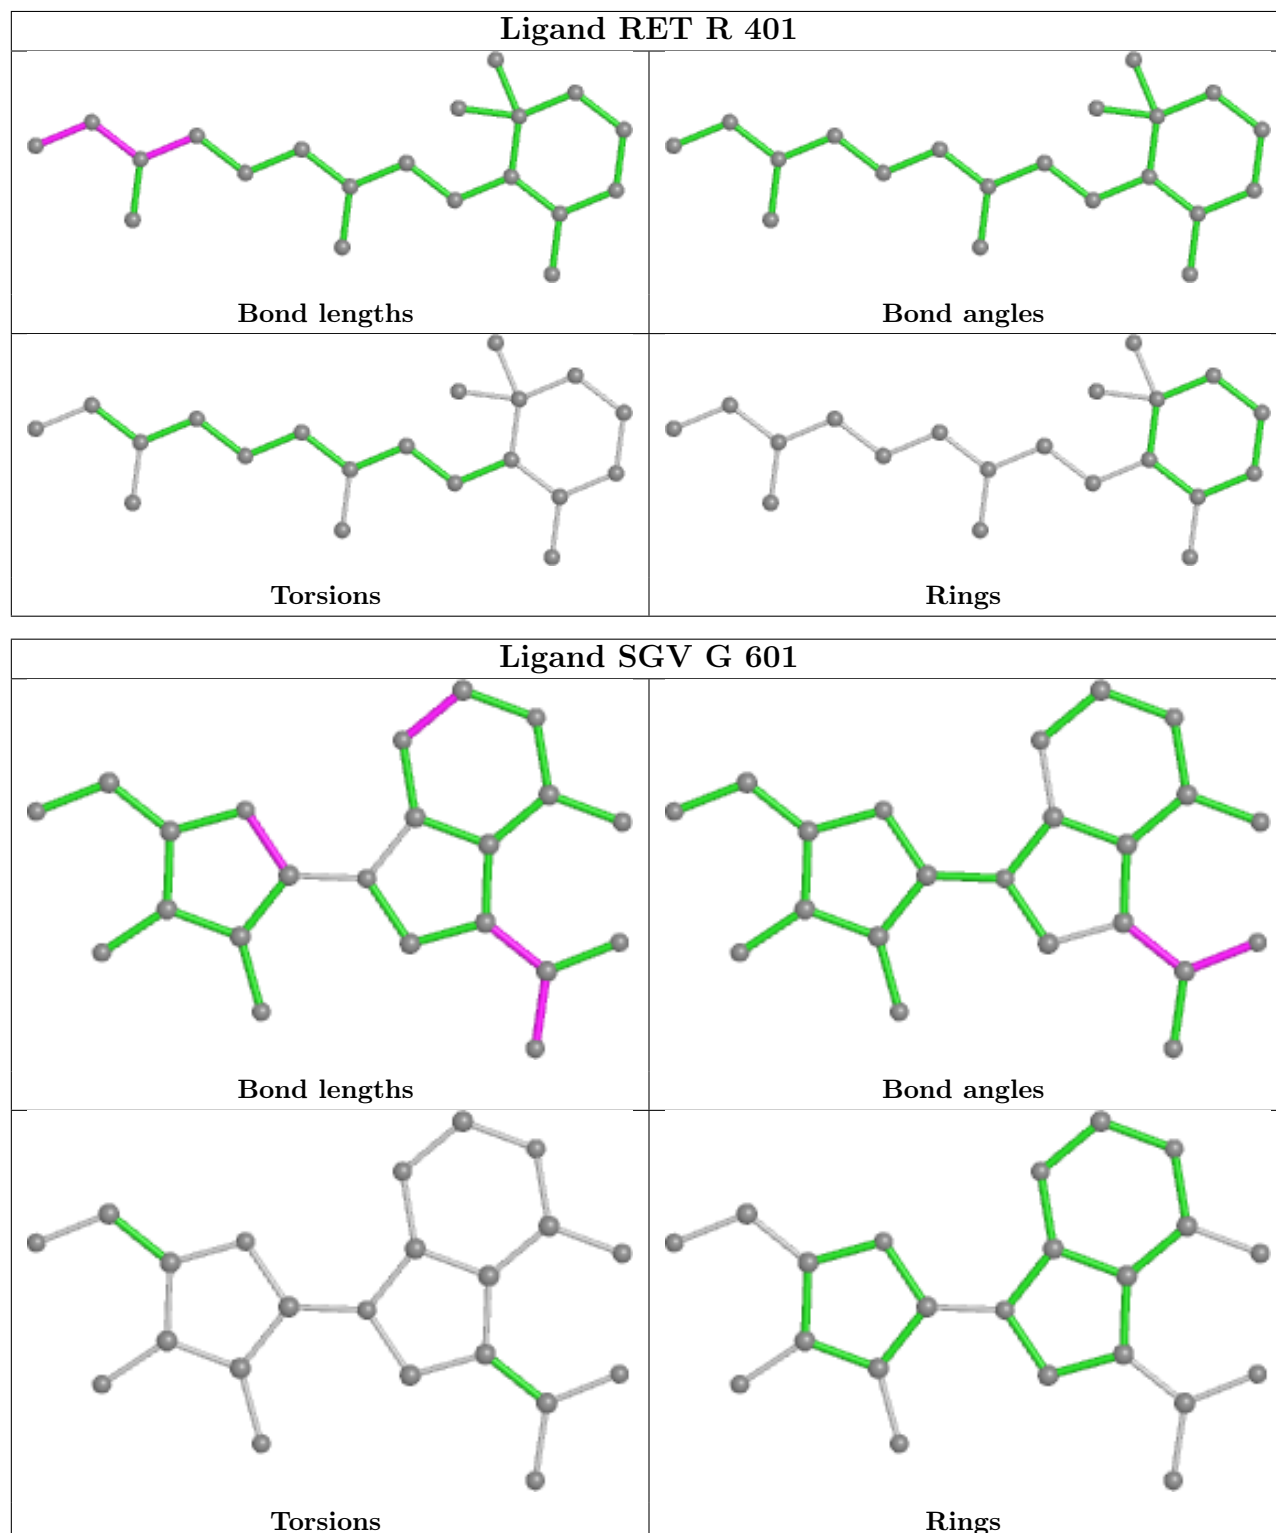 Ligand RET R 401
Bond lengths
Bond angles
Torsions
Rings
Ligand SGV G 601
Bond lengths
Bond angles
Torsions
Rings